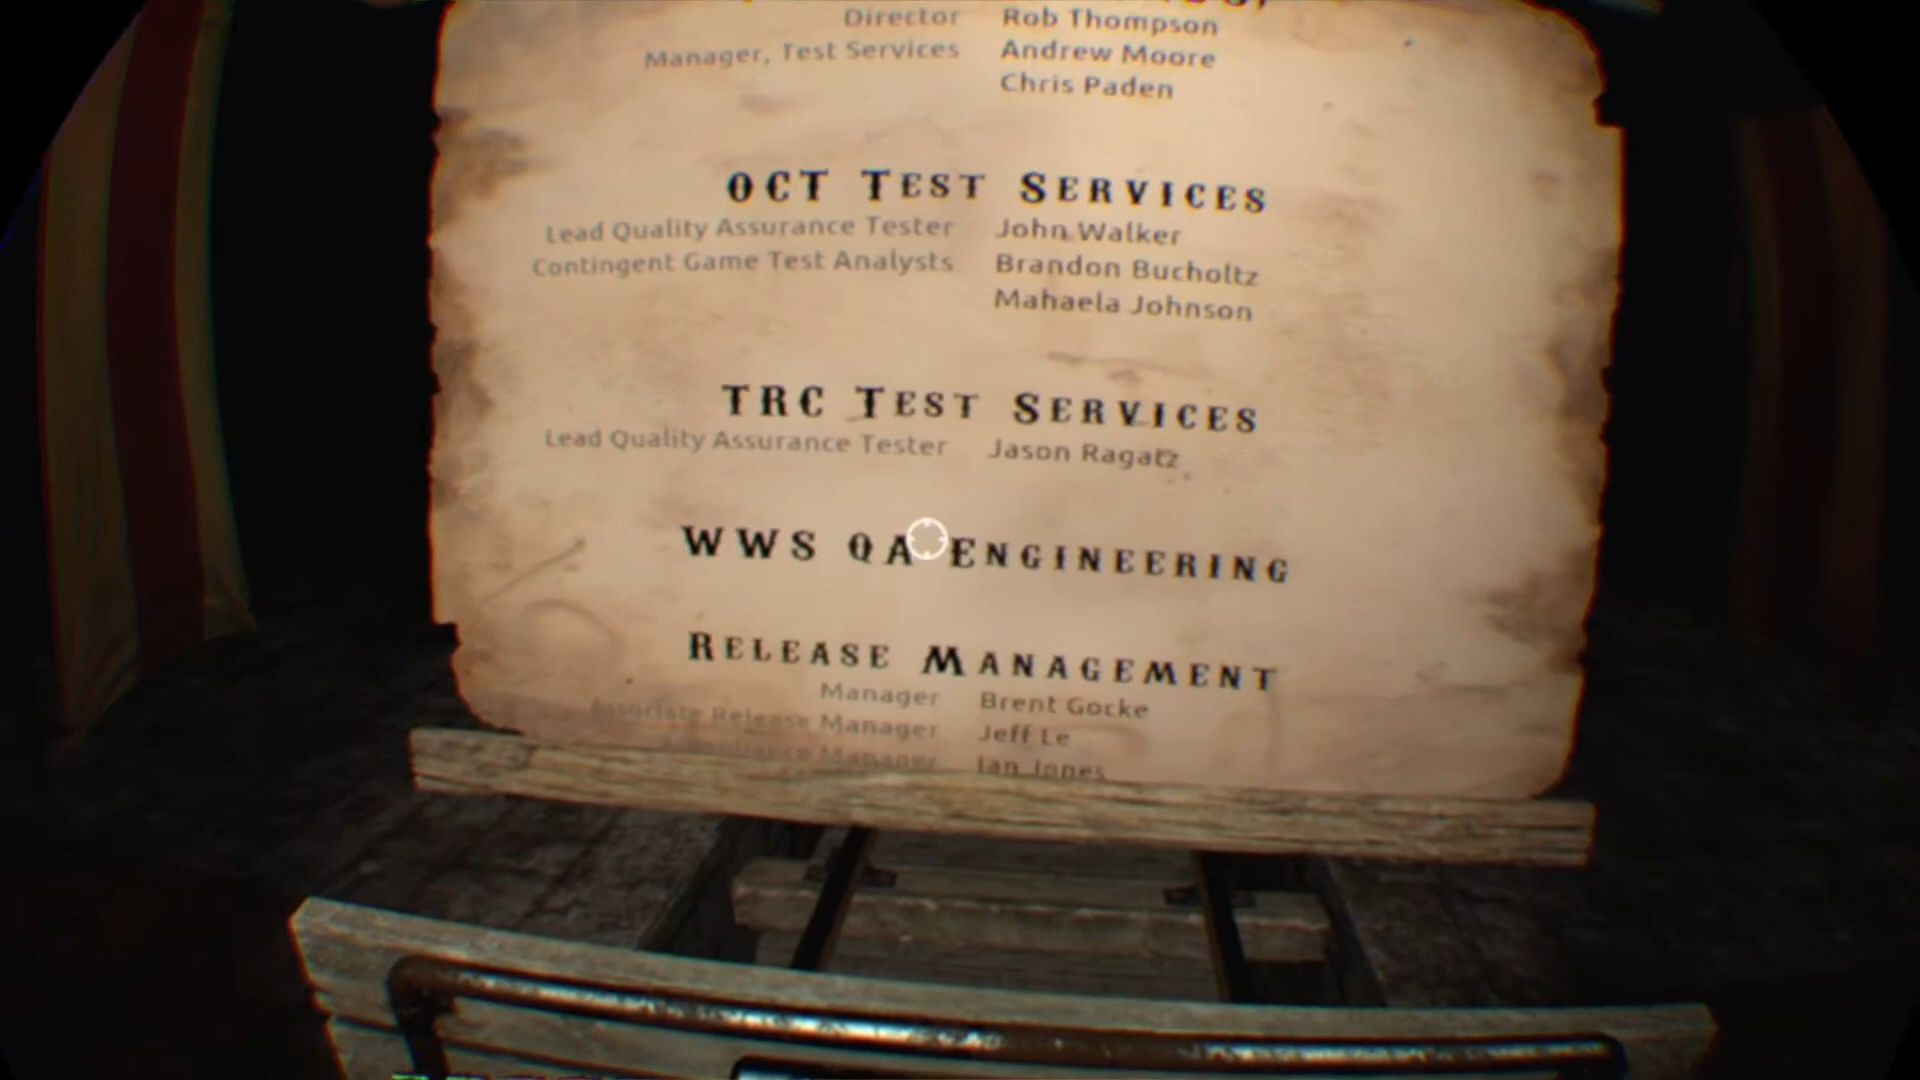 Director Rob Thompson
Manager, Test Services Andrew Moore
Chris Paden
OCT TEST SERVICES
Lead Quality Assurance Tester John Walker
Contingent Game Test Analysts Brandon Bucholtz
Mahaela Johnson
TRC TEST SERVICES
Lead Quality Assurance Tester Jason Ragatz
WWS QA ENGINEERING
RELEASE MANAGEMENT
Manager Brent Gocke
Associate Release Manager Jeff Le
Manager Ian Jones